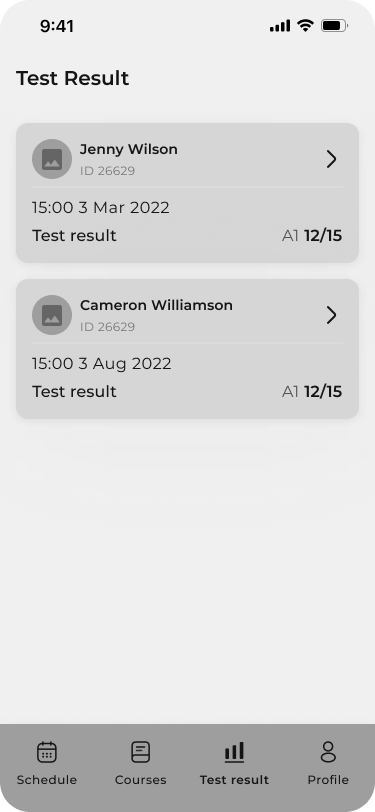 9:41
Test Result
Jenny Wilson
ID 26629
15:00 3 Mar 2022
Test result A1 12/15
Cameron Williamson
ID 26629
15:00 3 Aug 2022
Test result A1 12/15
Schedule Courses Test result Profile